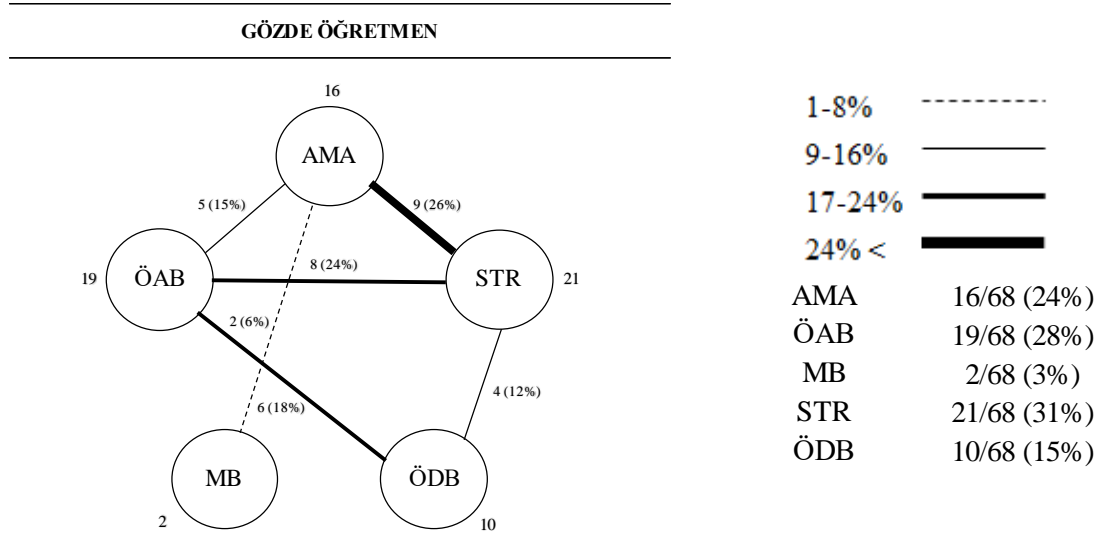 GÖZDE ÖĞRETMEN
16
AMA
5 (15%)
9 (26%)
8 (24%)
19
ÖAB
STR
21
2 (6%)
4 (12%)
6 (18%)
MB
ÖDB
2
10
1-8%
9-16%
17-24%
24% <
AMA 16/68 (24%)
ÖAB 19/68 (28%)
MB 2/68 (3%)
STR 21/68 (31%)
ÖDB 10/68 (15%)